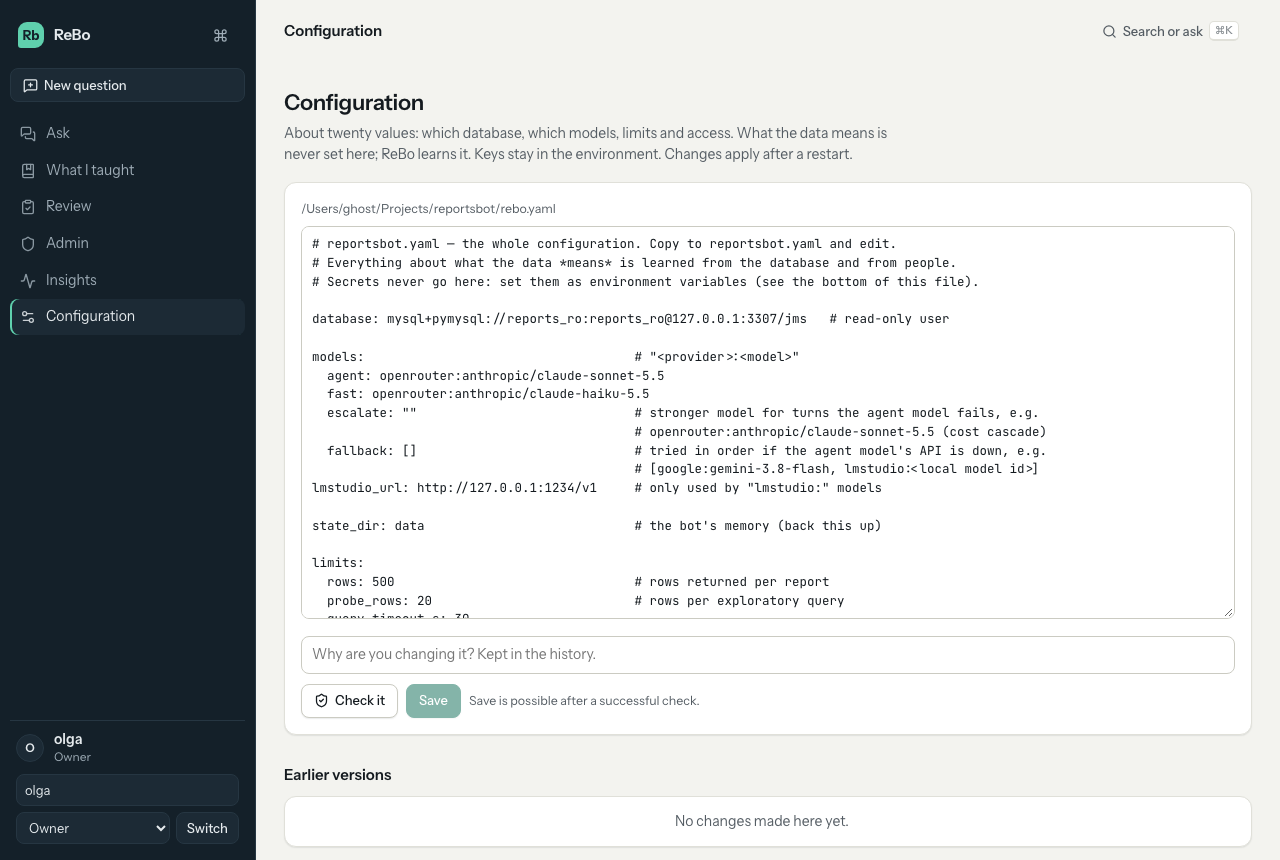 Rb ReBo ⌘
New question
Ask
What I taught
Review
Admin
Insights
Configuration
olga
O
Owner
olga
Owner
Switch
Configuration
Search or ask ⌘K
Configuration
About twenty values: which database, which models, limits and access. What the data means is
never set here; ReBo learns it. Keys stay in the environment. Changes apply after a restart.
/Users/ghost/Projects/reportsbot/rebo.yaml
# reportsbot.yaml — the whole configuration. Copy to reportsbot.yaml and edit.
# Everything about what the data *means* is learned from the database and from people.
# Secrets never go here: set them as environment variables (see the bottom of this file).
database: mysql+pymysql://reports_ro:reports_ro@127.0.0.1:3307/jms # read-only user
models: # "<provider>:<model>"
agent: openrouter:anthropic/claude-sonnet-5.5
fast: openrouter:anthropic/claude-haiku-5.5
escalate: "" # stronger model for turns the agent model fails, e.g.
# openrouter:anthropic/claude-sonnet-5.5 (cost cascade)
fallback: [] # tried in order if the agent model's API is down, e.g.
# [google:gemini-3.8-flash, lmstudio:<local model id>]
lmstudio_url: http://127.0.0.1:1234/v1 # only used by "lmstudio:" models
state_dir: data # the bot's memory (back this up)
limits:
rows: 500 # rows returned per report
probe_rows: 20 # rows per exploratory query
query_timeout_s: 30
Why are you changing it? Kept in the history.
Check it
Save
Save is possible after a successful check.
Earlier versions
No changes made here yet.